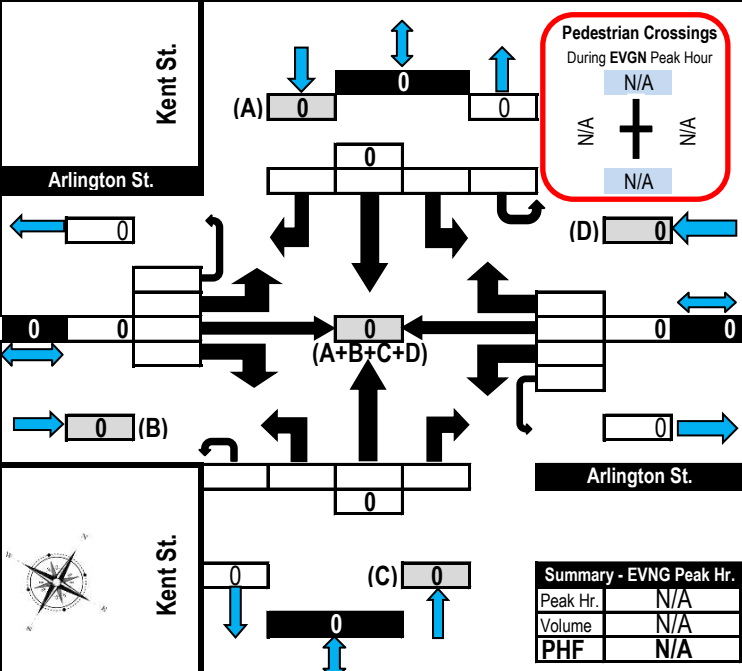 Kent St.
Arlington St.
0
(A)
0
0
0
Pedestrian Crossings
During EVGN Peak Hour
N/A
N/A
N/A
N/A
0
(D)
0
0
0
0
(A+B+C+D)
0
0
0
(B)
0
Arlington St.
0
Kent St.
0
(C)
0
0
Summary - EVNG Peak Hr.
Peak Hr. N/A
Volume N/A
PHF N/A